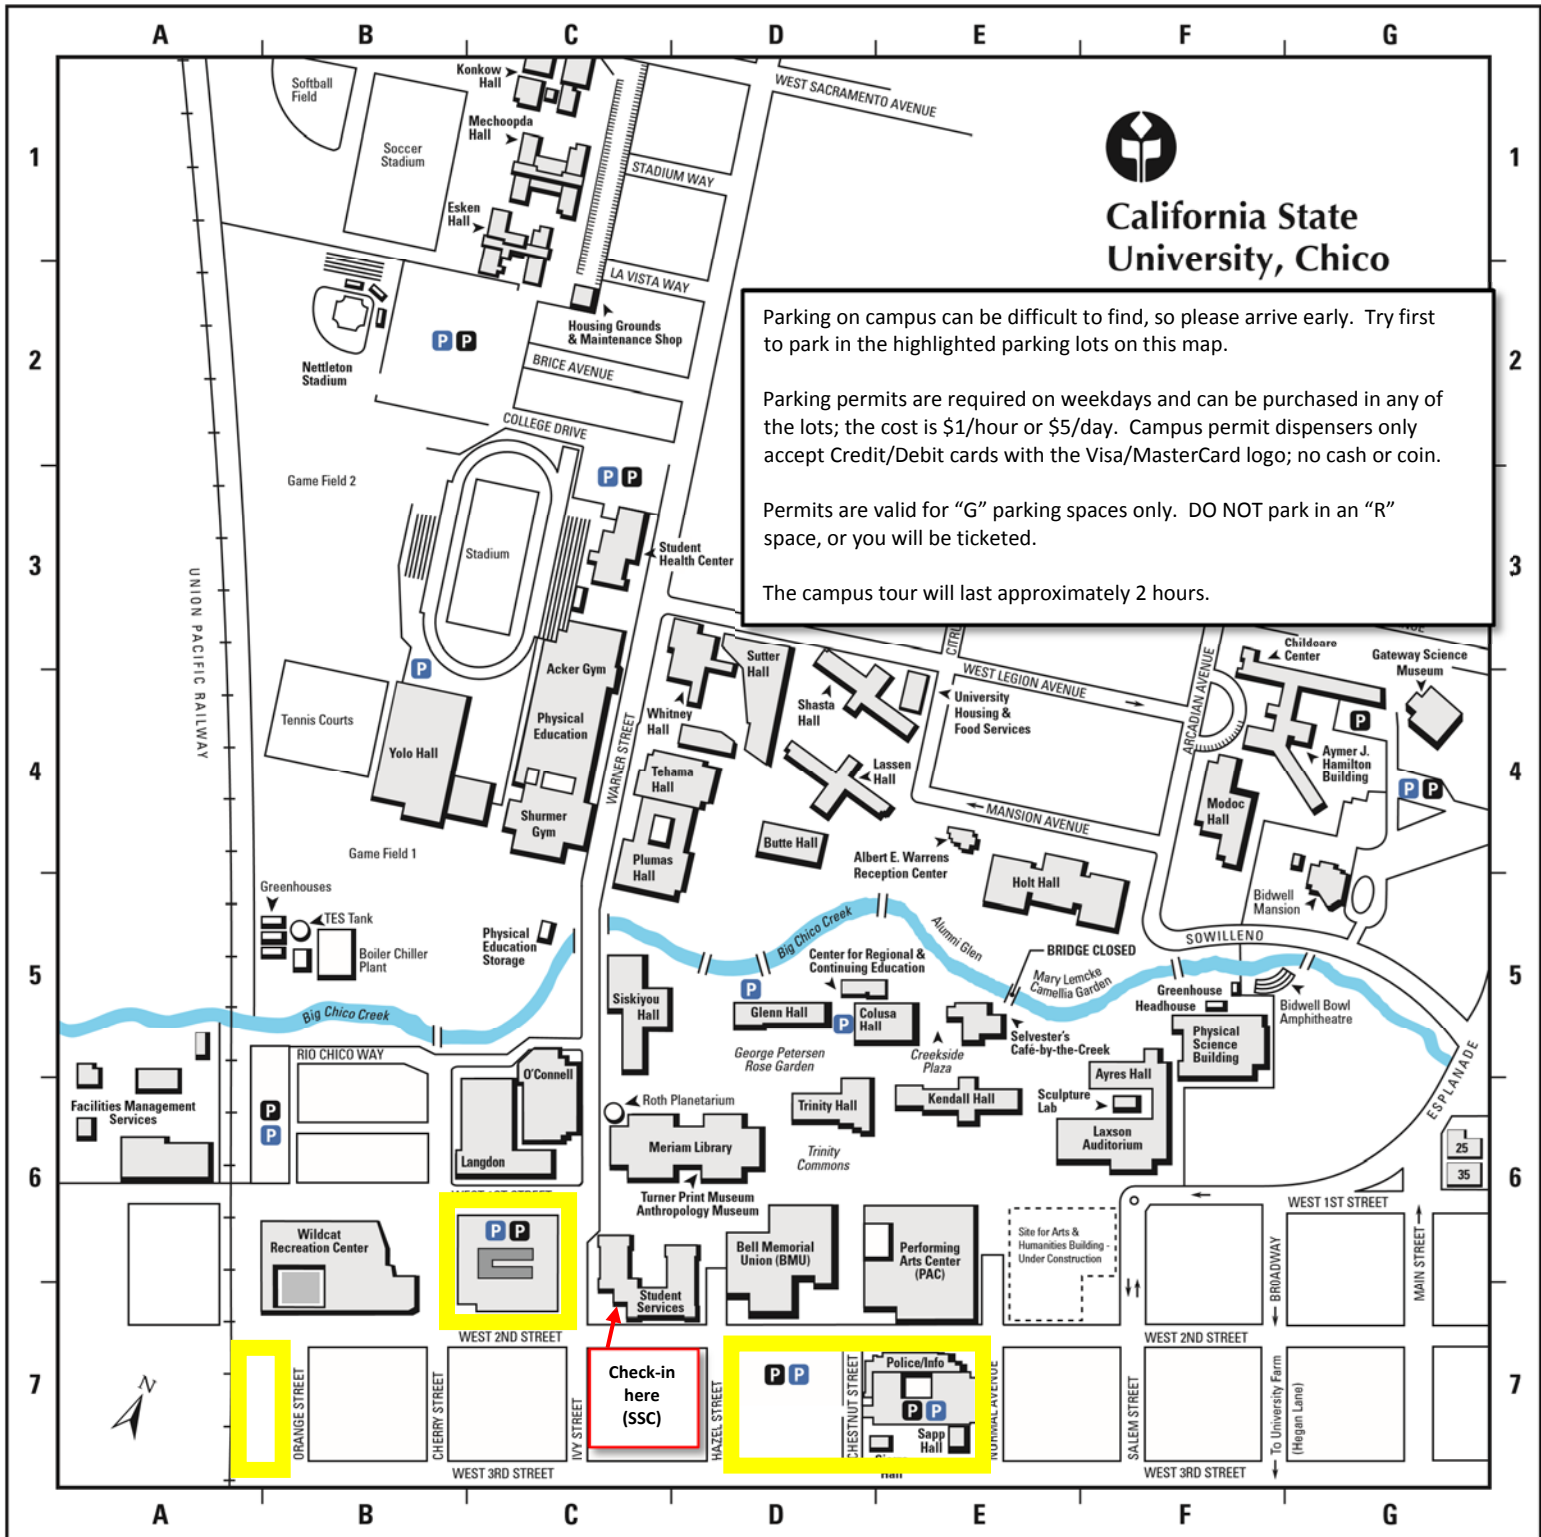 A B C D E F G
1
2
3
4
5
6
7
California State
University, Chico
Parking on campus can be difficult to find, so please arrive early. Try first
to park in the highlighted parking lots on this map.
Parking permits are required on weekdays and can be purchased in any of
the lots; the cost is $1/hour or $5/day. Campus permit dispensers only
accept Credit/Debit cards with the Visa/MasterCard logo; no cash or coin.
Permits are valid for “G” parking spaces only. DO NOT park in an “R”
space, or you will be ticketed.
The campus tour will last approximately 2 hours.
Softball
Field
Konkow
Hall
WEST SACRAMENTO AVENUE
Mechoopda
Hall
Soccer
Stadium
STADIUM WAY
Esken
Hall
LA VISTA WAY
Housing Grounds
& Maintenance Shop
P P
Nettleton
Stadium
BRICE AVENUE
COLLEGE DRIVE
Game Field 2
P P
Stadium
Student
Health Center
UNION PACIFIC RAILWAY
P
Acker Gym
Sutter
Hall
Shasta
Hall
WEST LEGION AVENUE
University
Housing &
Food Services
ARCADIAN AVENUE
Childcare
Center
Gateway Science
Museum
P
Tennis Courts
Yolo Hall
Physical
Education
WARNER STREET
Whitney
Hall
Lassen
Hall
Aymer J.
Hamilton
Building
Tehama
Hall
MANSION AVENUE
Modoc
Hall
P P
Shurmer
Gym
Butte Hall
Albert E. Warrens
Reception Center
Game Field 1
Plumas
Hall
Holt Hall
Bidwell
Mansion
Greenhouses
TES Tank
Boiler Chiller
Plant
Physical
Education
Storage
Big Chico Creek
Alumni Glen
SOWILLENO
BRIDGE CLOSED
Center for Regional &
Continuing Education
Mary Lemcke
Camellia Garden
P
Siskiyou
Hall
Glenn Hall
P
Colusa
Hall
Greenhouse
Headhouse
Bidwell Bowl
Amphitheatre
Big Chico Creek
Selvester's
Café-by-the-Creek
Physical
Science
Building
George Petersen
Rose Garden
Creekside
Plaza
RIO CHICO WAY
O'Connell
Ayres Hall
ESPLANADE
Facilities Management
Services
P
P
Roth Planetarium
Trinity Hall
Kendall Hall
Sculpture
Lab
Langdon
Meriam Library
Laxson
Auditorium
25
35
Trinity
Commons
Turner Print Museum
Anthropology Museum
WEST 1ST STREET
WEST 1ST STREET
Wildcat
Recreation Center
P P
Bell Memorial
Union (BMU)
Performing
Arts Center
(PAC)
Site for Arts &
Humanities Building -
Under Construction
BROADWAY
MAIN STREET
Student
Services
WEST 2ND STREET
WEST 2ND STREET
N
ORANGE STREET
CHERRY STREET
IVY STREET
Check-in
here
(SSC)
HAZEL STREET
P P
CHESTNUT STREET
Police/Info
P P
Sapp
Hall
Hall
NORMAL AVENUE
SALEM STREET
To University Farm
(Hegan Lane)
WEST 3RD STREET
WEST 3RD STREET
1
2
3
4
5
6
7
A B C D E F G